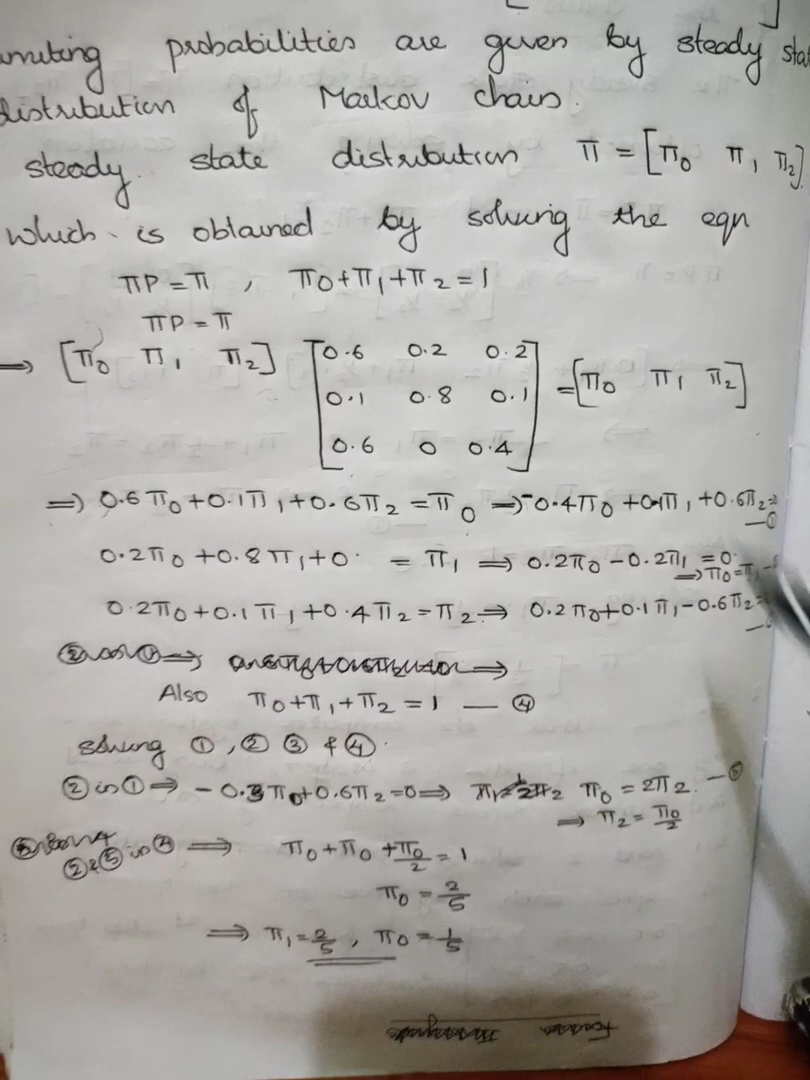 probabilities are given by steady
distribution of Markov chain.
steady state distribution π = [π₀ π₁ π₂]
which is obtained by solving the eqn
πP = π , π₀+π₁+π₂ = 1
πP = π
⇒ [π₀ π₁ π₂] [0.6 0.2 0.2 = [π₀ π₁ π₂]
0.1 0.8 0.1
0.6 0 0.4]
⇒ 0.6π₀+0.1π₁+0.6π₂ = π₀ ⇒ -0.4π₀ +0.1π₁ +0.6π₂ =
0.2π₀ +0.8π₁+0 = π₁ ⇒ 0.2π₀ -0.2π₁ = 0
⇒ π₀ = π₁ -
0.2π₀+0.1π₁+0.4π₂ = π₂ ⇒ 0.2π₀+0.1π₁-0.6π₂ =
Also π₀+π₁+π₂ = 1 — ④
solving ①, ② ③ & ④.
② in ① ⇒ -0.3π₀+0.6π₂ = 0 ⇒ π₀ = 2π₂ — ⑤
⇒ π₂ = π₀/2
② & ⑤ in ④ ⇒ π₀+π₀+π₀/2 = 1
π₀ = 2/5
⇒ π₁ = 2/5 , π₀ = 1/5